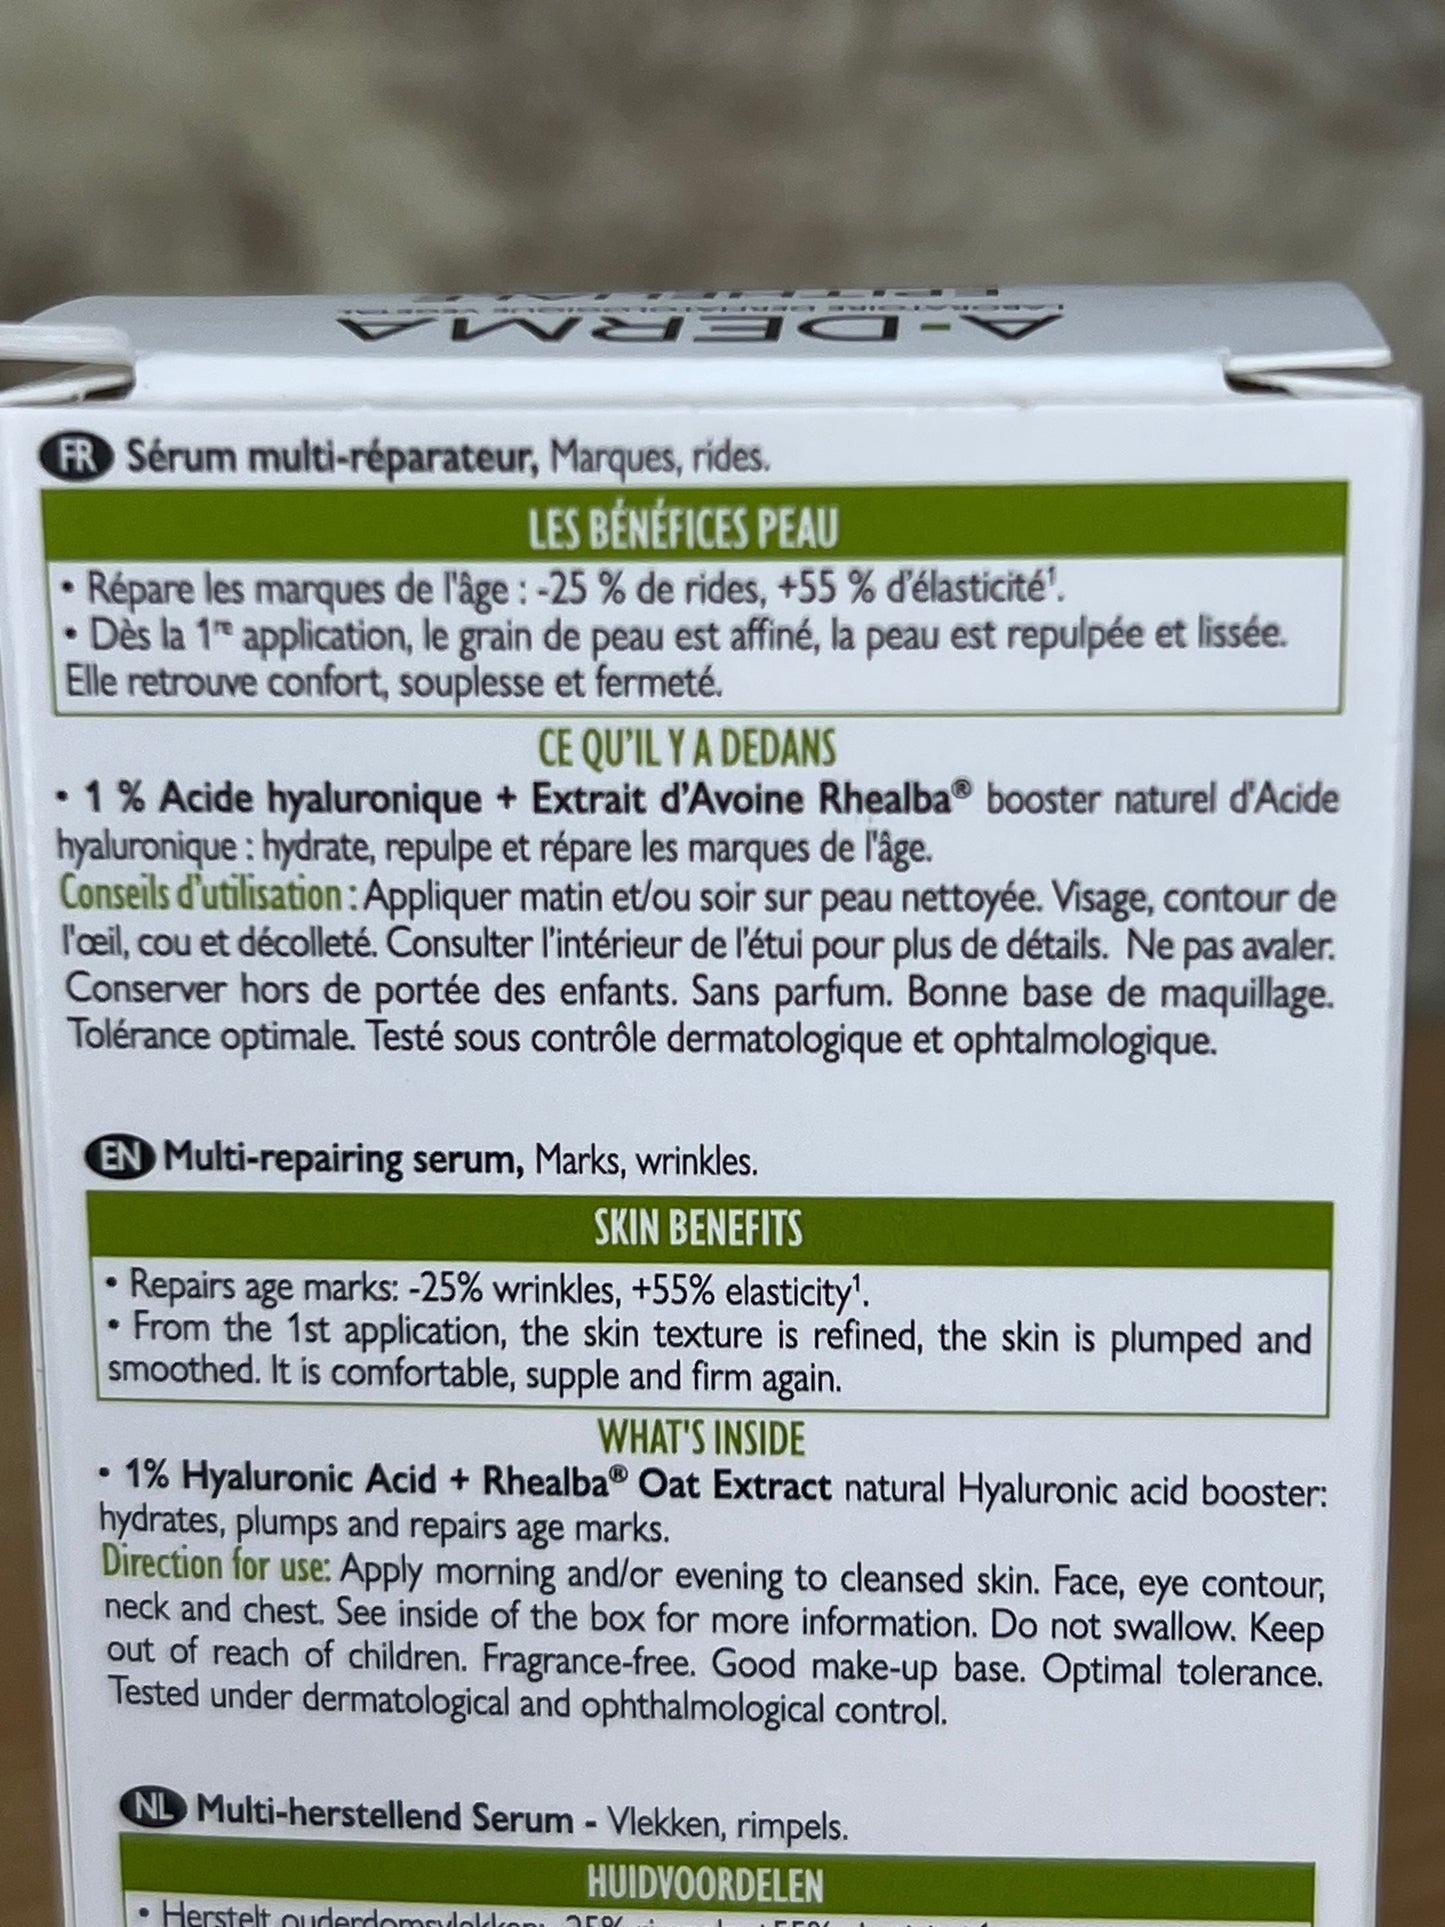 EPITHELIALE
LABORATOIRE DERMATOLOGIQUE VÉGÉTAL
A-DERMA
FR Sérum multi-réparateur, Marques, rides.
LES BÉNÉFICES PEAU
• Répare les marques de l'âge : -25 % de rides, +55 % d'élasticité¹.
• Dès la 1re application, le grain de peau est affiné, la peau est repulpée et lissée.
Elle retrouve confort, souplesse et fermeté.
CE QU'IL Y A DEDANS
• 1 % Acide hyaluronique + Extrait d'Avoine Rhealba® booster naturel d'Acide
hyaluronique : hydrate, repulpe et répare les marques de l'âge.
Conseils d'utilisation : Appliquer matin et/ou soir sur peau nettoyée. Visage, contour de
l'œil, cou et décolleté. Consulter l'intérieur de l'étui pour plus de détails. Ne pas avaler.
Conserver hors de portée des enfants. Sans parfum. Bonne base de maquillage.
Tolérance optimale. Testé sous contrôle dermatologique et ophtalmologique.
EN Multi-repairing serum, Marks, wrinkles.
SKIN BENEFITS
• Repairs age marks: -25% wrinkles, +55% elasticity¹.
• From the 1st application, the skin texture is refined, the skin is plumped and
smoothed. It is comfortable, supple and firm again.
WHAT'S INSIDE
• 1% Hyaluronic Acid + Rhealba® Oat Extract natural Hyaluronic acid booster:
hydrates, plumps and repairs age marks.
Direction for use: Apply morning and/or evening to cleansed skin. Face, eye contour,
neck and chest. See inside of the box for more information. Do not swallow. Keep
out of reach of children. Fragrance-free. Good make-up base. Optimal tolerance.
Tested under dermatological and ophthalmological control.
NL Multi-herstellend Serum - Vlekken, rimpels.
HUIDVOORDELEN
• Herstelt ouderdomsvlekken: